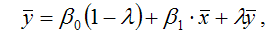 ȳ = β₀(1 − λ) + β₁ · x̄ + λȳ ,